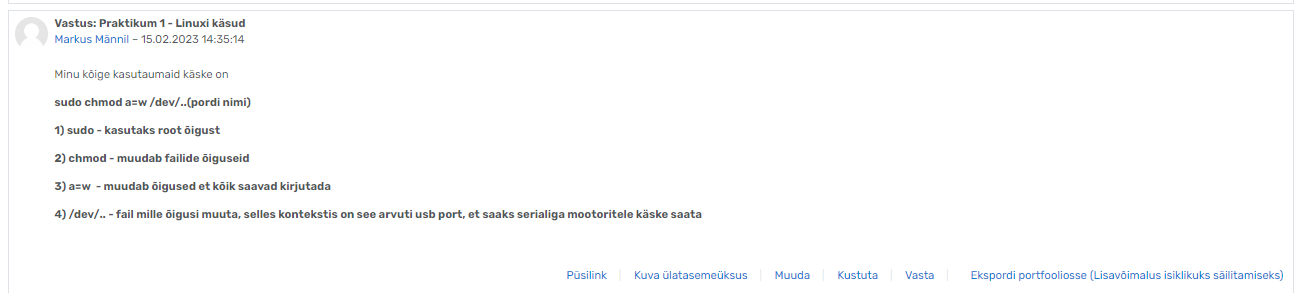 Vastus: Praktikum 1 - Linuxi käsud
Markus Männil – 15.02.2023 14:35:14
Minu kõige kasutaumaid käske on
sudo chmod a=w /dev/..(pordi nimi)
1) sudo - kasutaks root õigust
2) chmod - muudab failide õiguseid
3) a=w - muudab õigused et kõik saavad kirjutada
4) /dev/.. - fail mille õigusi muuta, selles kontekstis on see arvuti usb port, et saaks serialiga mootoritele käske saata
Püsilink | Kuva ülatasemeüksus | Muuda | Kustuta | Vasta | Ekspordi portfooliosse (Lisavõimalus isiklikuks säilitamiseks)